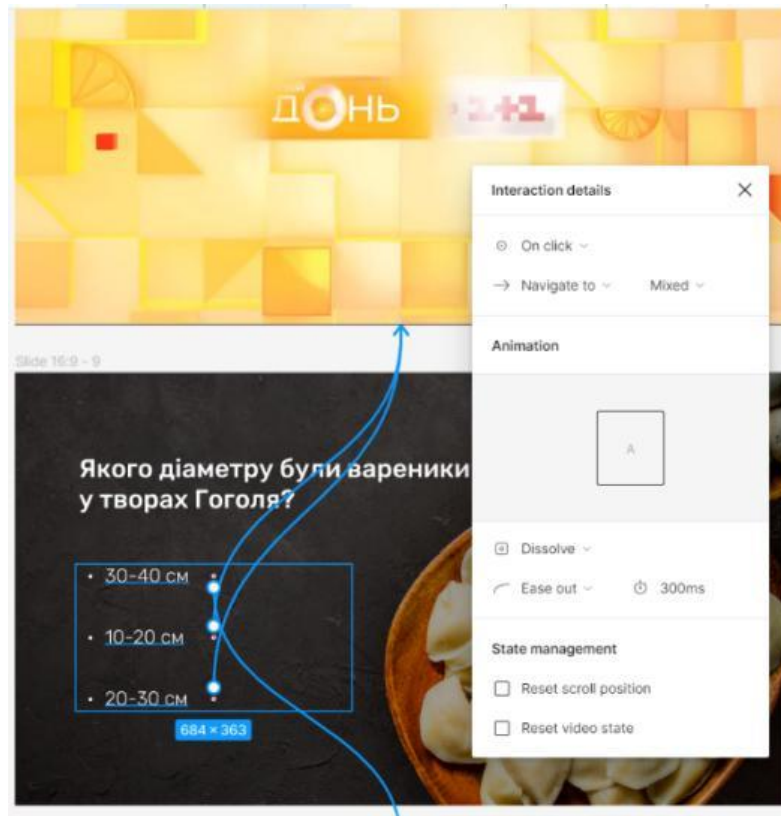 ДОНЬ
1+1
Interaction details
On click
Navigate to Mixed
Animation
A
Slide 16:9 - 9
Якого діаметру були вареники
у творах Гоголя?
• 30-40 см
• 10-20 см
• 20-30 см
684 × 363
Dissolve
Ease out 300ms
State management
Reset scroll position
Reset video state